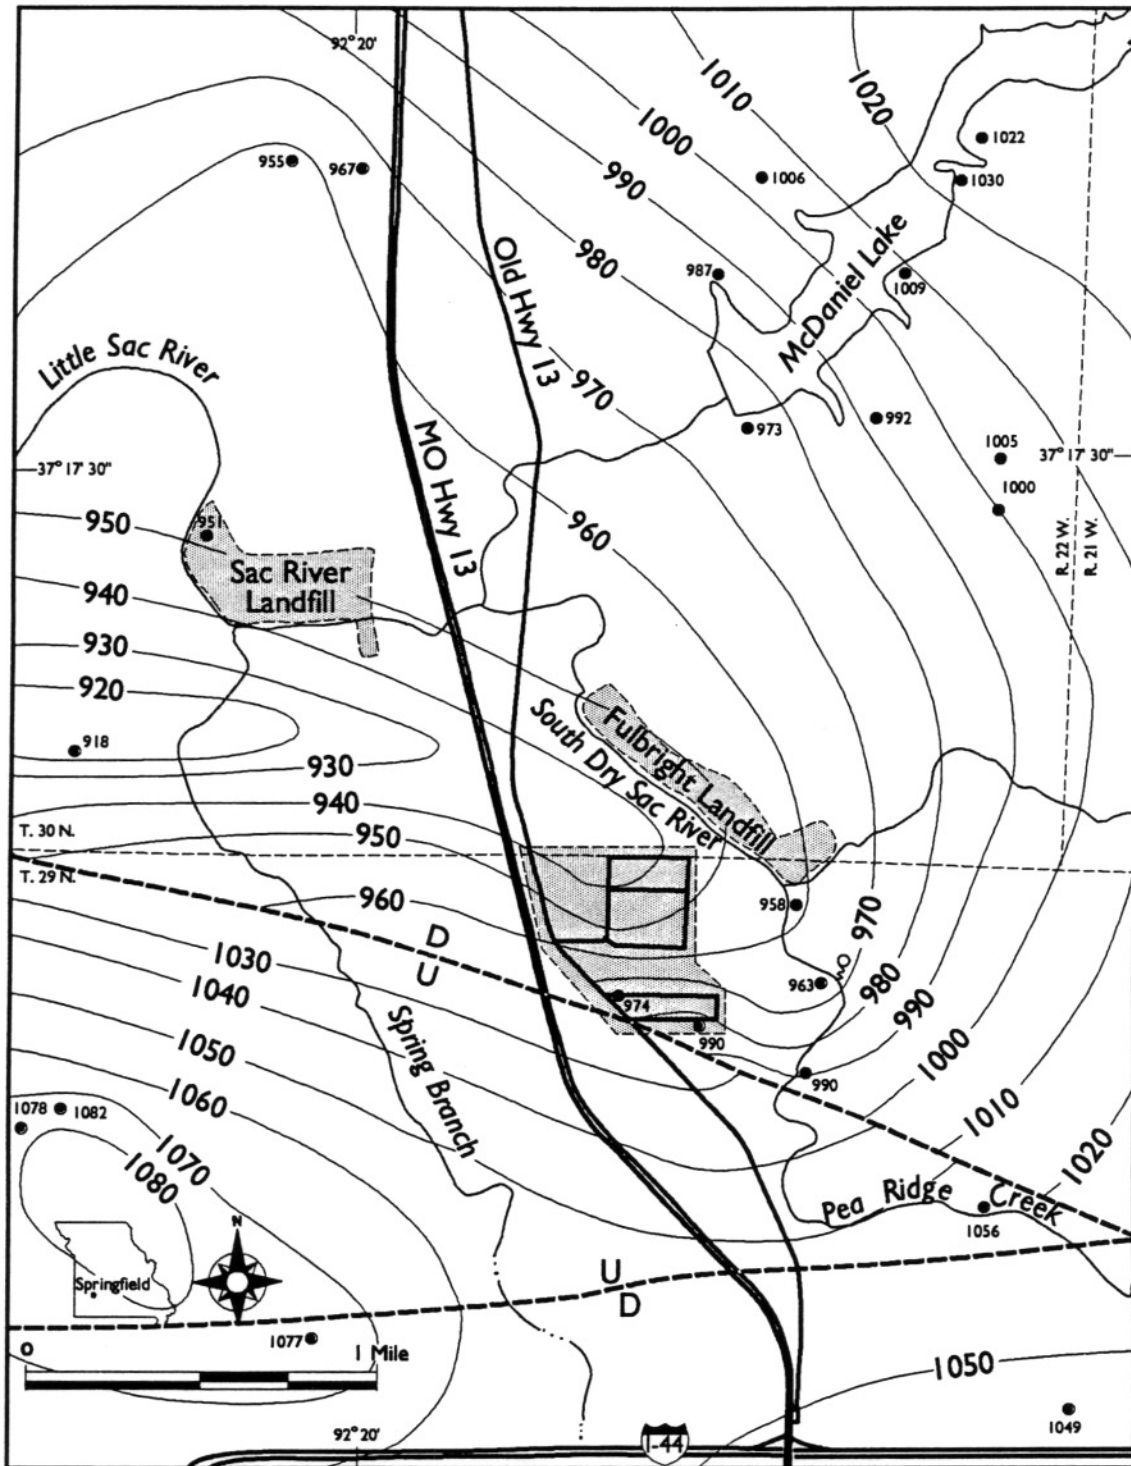 92° 20'
1010
1020
1000
1022
955
967
1006
1030
990
980
Old Hwy 13
987
McDaniel Lake
1009
Little Sac River
970
MO Hwy 13
973
992
1005
37° 17' 30"
37° 17' 30"
1000
950
951
960
R. 22 W.
R. 21 W.
Sac River
Landfill
940
930
920
South Dry Sac River
Fulbright Landfill
918
930
940
950
T. 30 N.
T. 29 N.
960
958
970
D
U
1030
963
980
1040
974
990
990
1050
Spring Branch
1000
990
1060
1010
1078
1082
1070
1080
1020
Pea Ridge Creek
1056
N
Springfield
U
D
1077
0
1 Mile
1050
92° 20'
I-44
1049